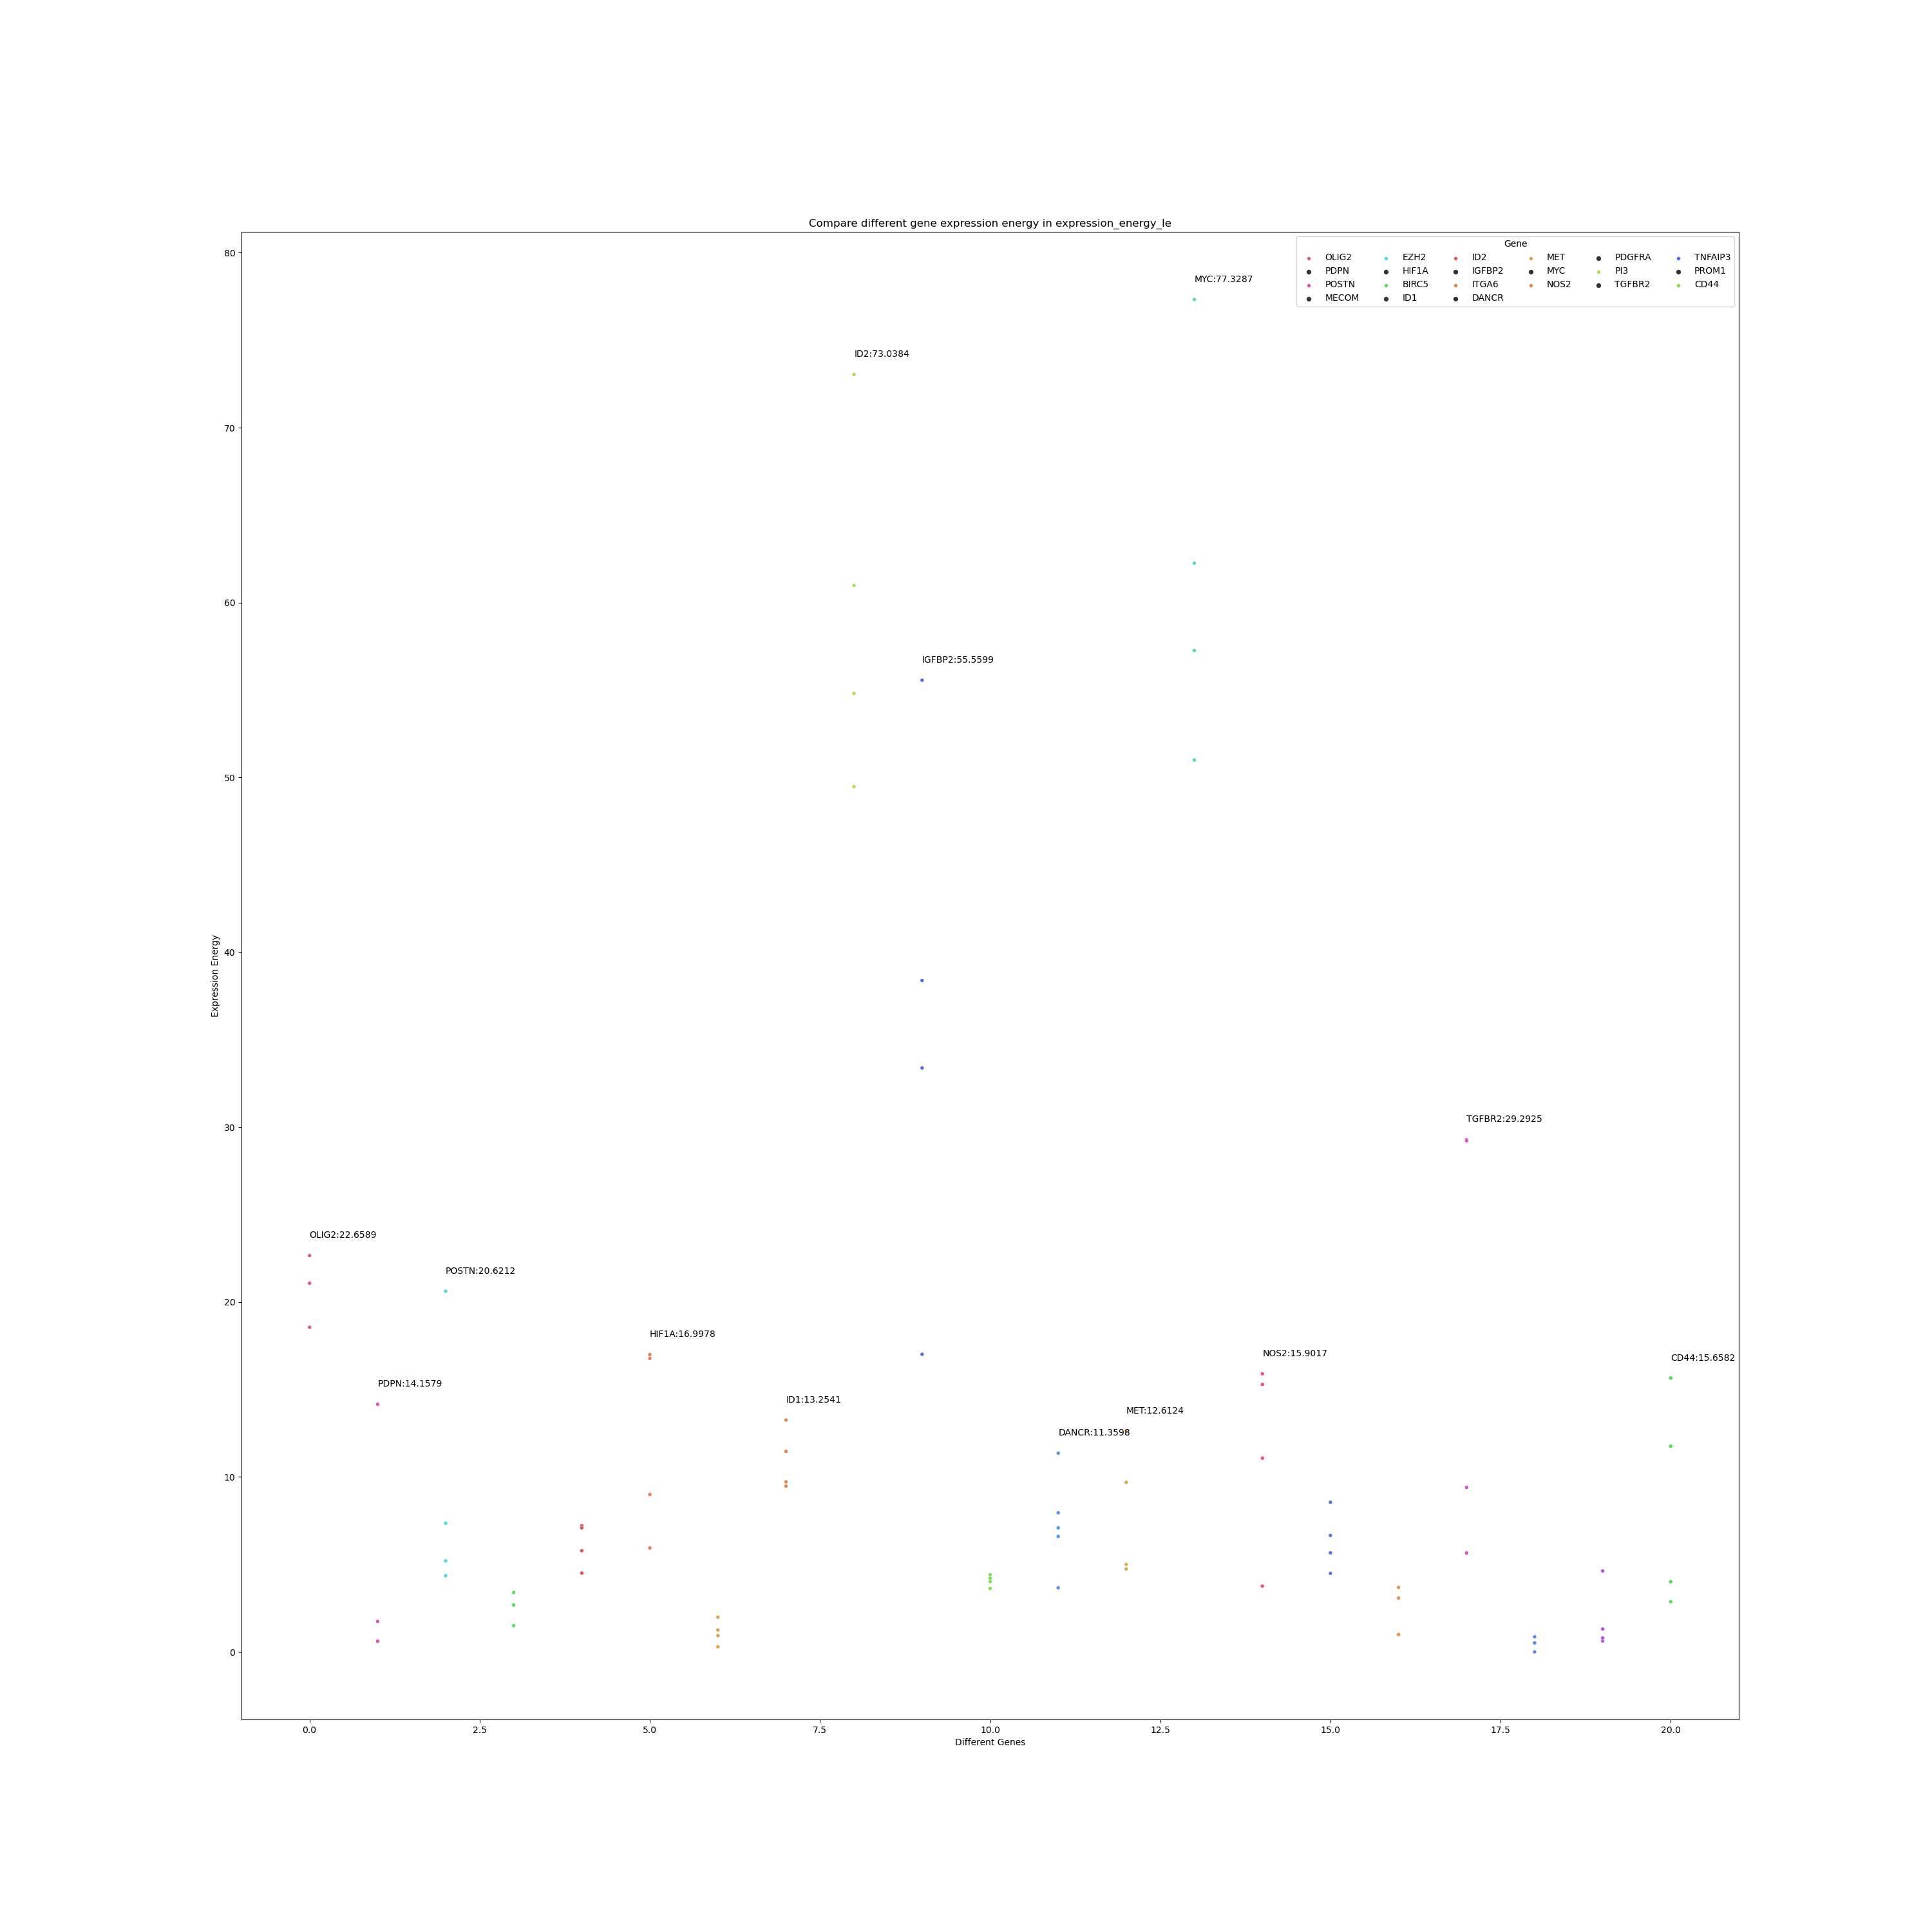 Compare different gene expression energy in expression_energy_le
Gene
OLIG2 EZH2 ID2 MET PDGFRA TNFAIP3
PDPN HIF1A IGFBP2 MYC PI3 PROM1
POSTN BIRC5 ITGA6 NOS2 TGFBR2 CD44
MECOM ID1 DANCR
80
MYC:77.3287
ID2:73.0384
70
60
IGFBP2:55.5599
50
40
Expression Energy
30
TGFBR2:29.2925
OLIG2:22.6589
POSTN:20.6212
20
HIF1A:16.9978
NOS2:15.9017
CD44:15.6582
PDPN:14.1579
ID1:13.2541
MET:12.6124
DANCR:11.3598
10
0
0.0 2.5 5.0 7.5 10.0 12.5 15.0 17.5 20.0
Different Genes